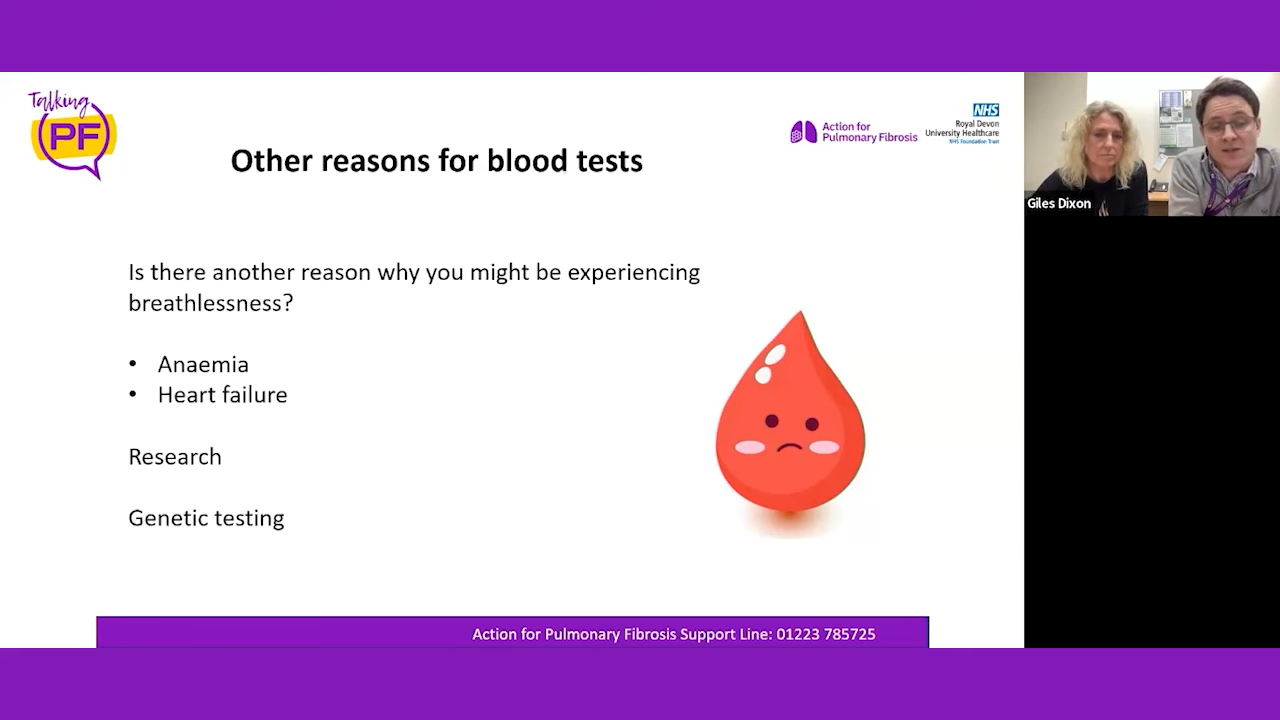 Talking
PF
Action for
Pulmonary Fibrosis
NHS
Royal Devon
University Healthcare
NHS Foundation Trust
Other reasons for blood tests
Giles Dixon
Is there another reason why you might be experiencing
breathlessness?
• Anaemia
• Heart failure
Research
Genetic testing
Action for Pulmonary Fibrosis Support Line: 01223 785725